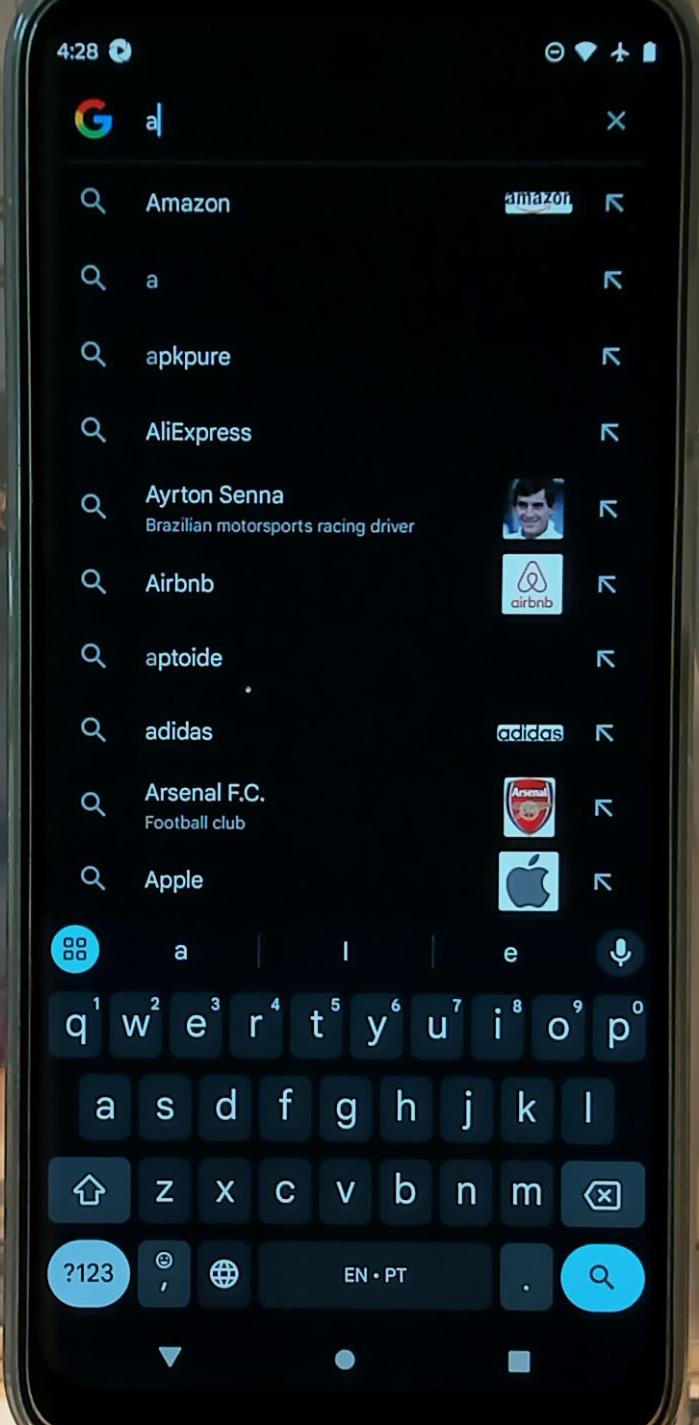 4:28
a
Amazon
amazon
a
apkpure
AliExpress
Ayrton Senna
Brazilian motorsports racing driver
Airbnb
airbnb
aptoide
adidas
adidas
Arsenal F.C.
Arsenal
Football club
Apple
a | I | e
q1 w2 e3 r4 t5 y6 u7 i8 o9 p0
a s d f g h j k l
z x c v b n m
?123 , EN • PT .